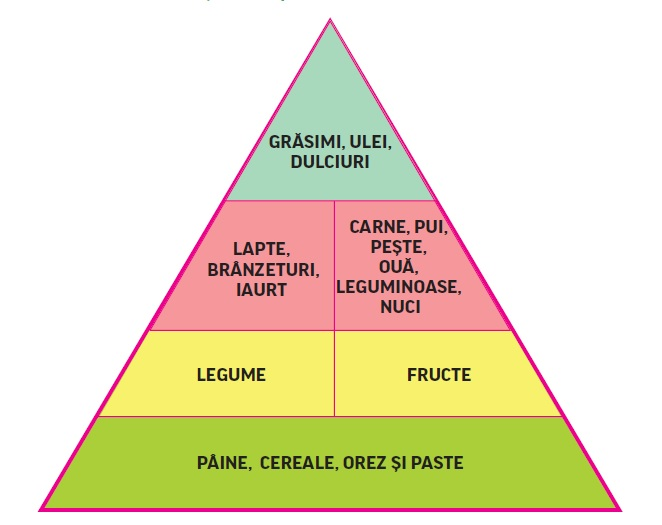 GRĂSIMI, ULEI,
DULCIURI
LAPTE,
BRÂNZETURI,
IAURT
CARNE, PUI,
PEȘTE,
OUĂ,
LEGUMINOASE,
NUCI
LEGUME
FRUCTE
PÂINE, CEREALE, OREZ ȘI PASTE